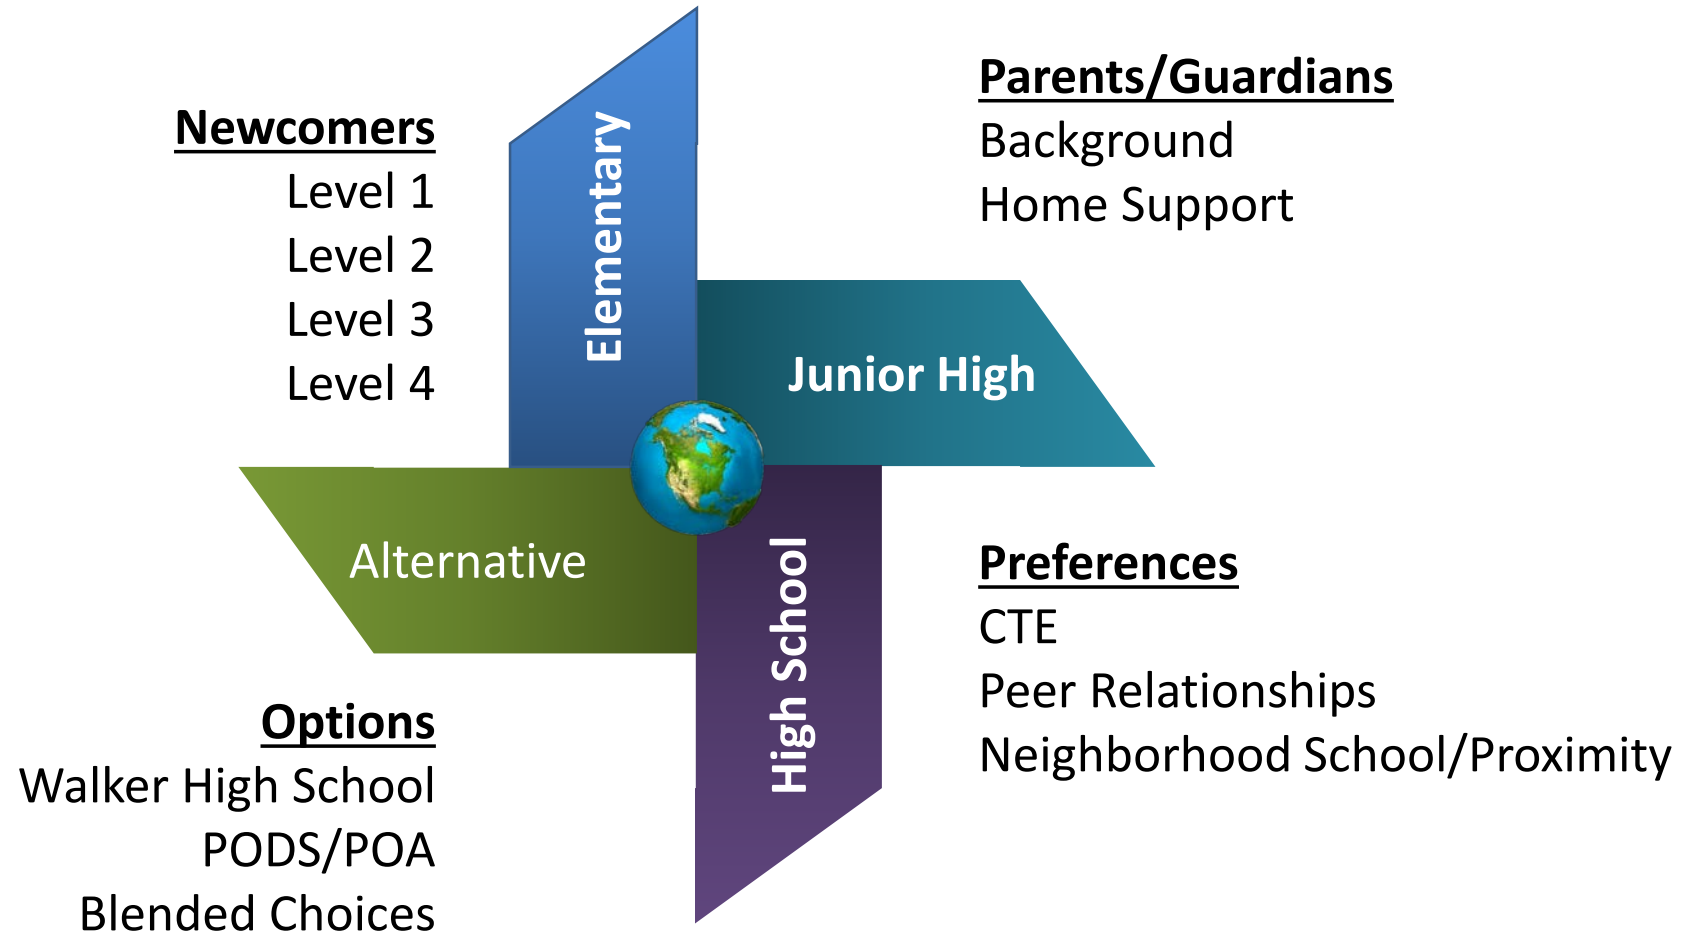 Newcomers
Level 1
Level 2
Level 3
Level 4
Elementary
Parents/Guardians
Background
Home Support
Junior High
Alternative
Options
Walker High School
PODS/POA
Blended Choices
High School
Preferences
CTE
Peer Relationships
Neighborhood School/Proximity